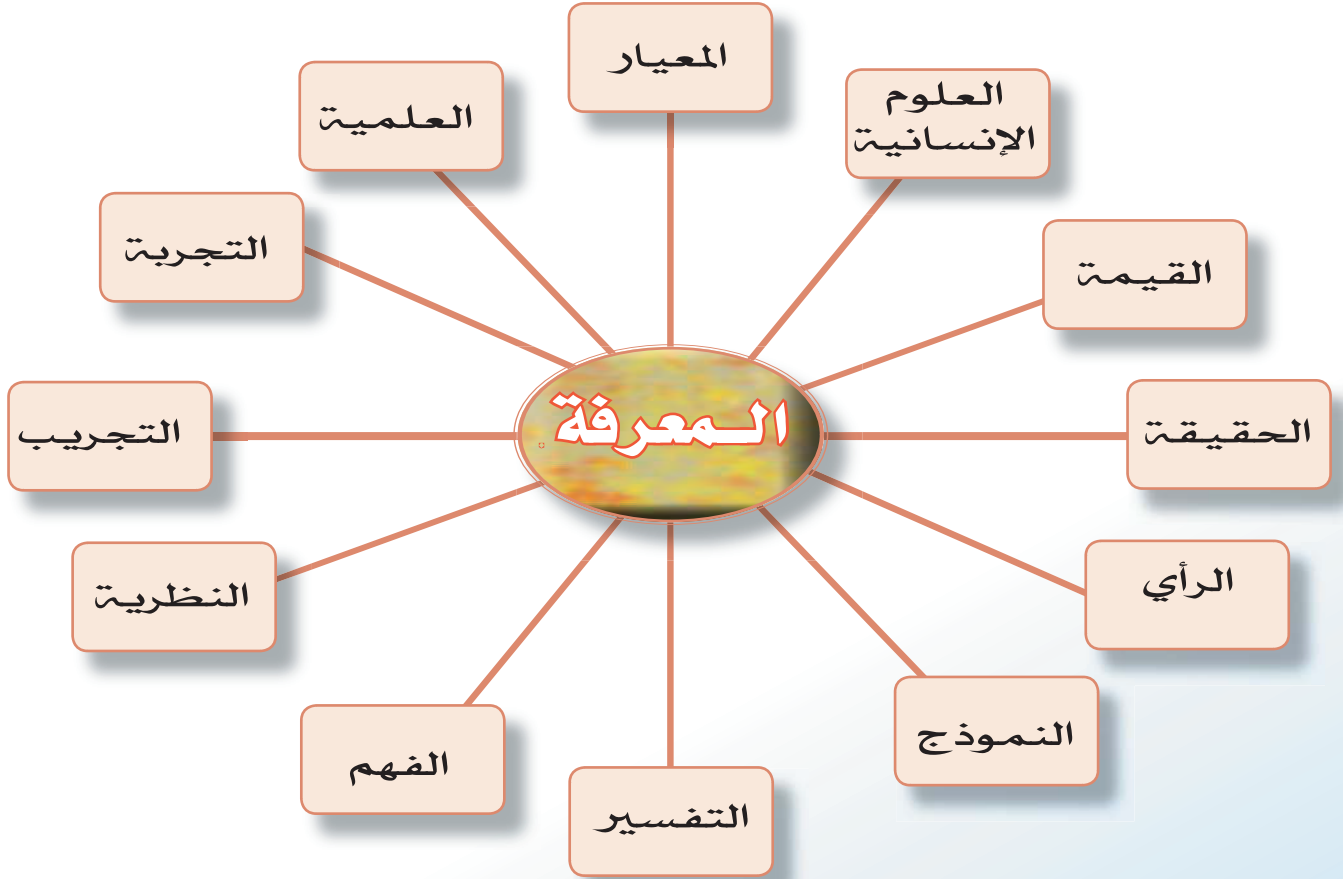 المعيار
العلوم
الإنسانية
العلمية
القيمة
التجربة
المعرفة
الحقيقة
التجريب
الرأي
النظرية
النموذج
الفهم
التفسير